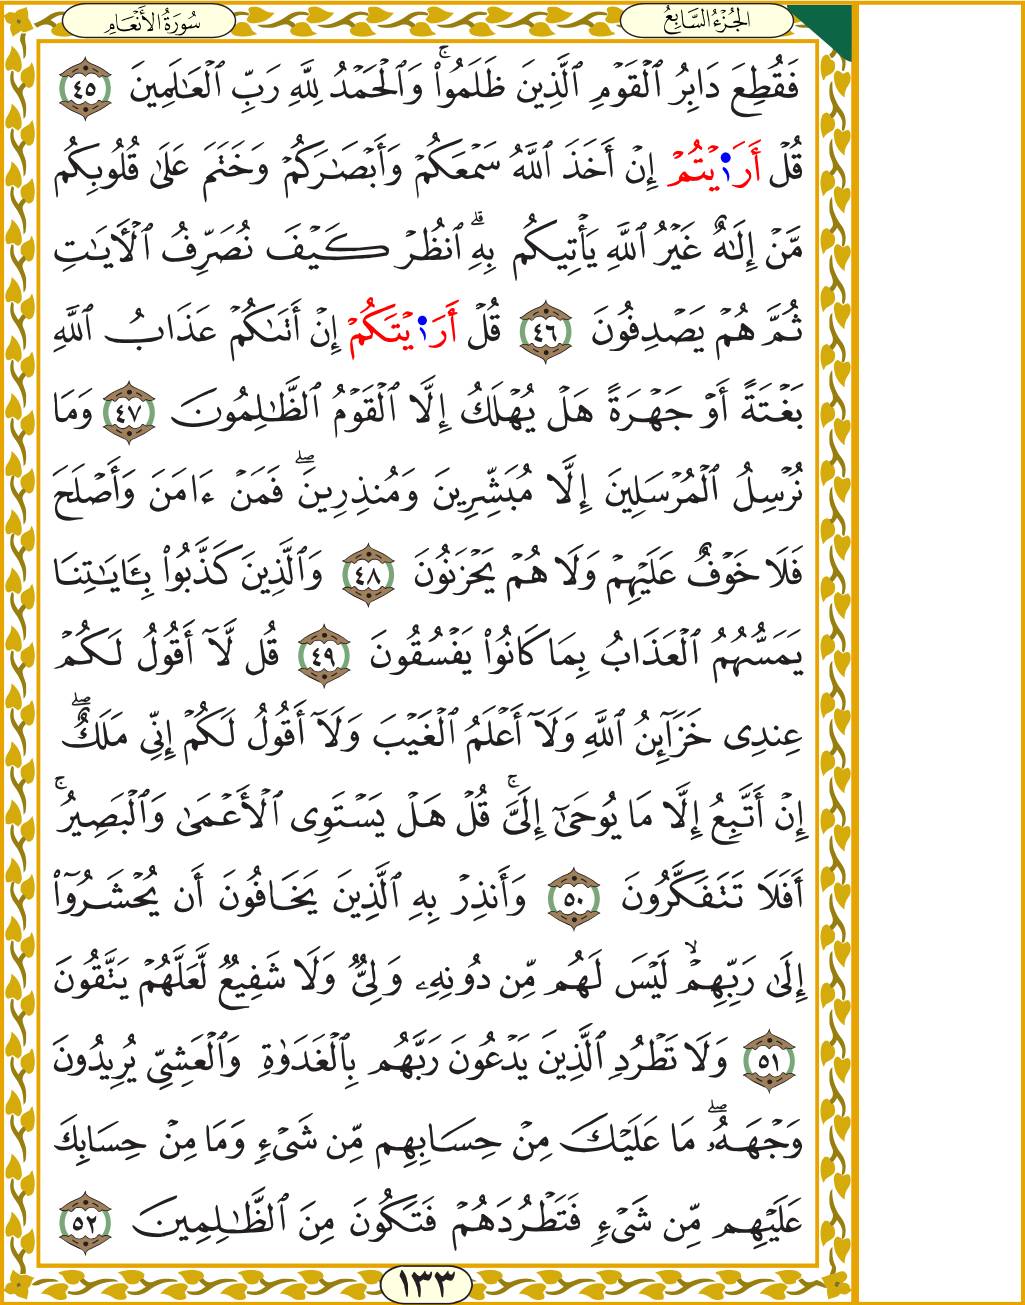 الجُزْءُ السَّابِعُ
سُورَةُ الأَنْعَامِ
فَقُطِعَ دَابِرُ ٱلْقَوْمِ ٱلَّذِينَ ظَلَمُوا۟ ۚ وَٱلْحَمْدُ لِلَّهِ رَبِّ ٱلْعَـٰلَمِينَ ٤٥
قُلْ أَرَ•يْتُمْ إِنْ أَخَذَ ٱللَّهُ سَمْعَكُمْ وَأَبْصَـٰرَكُمْ وَخَتَمَ عَلَىٰ قُلُوبِكُم
مَّنْ إِلَـٰهٌ غَيْرُ ٱللَّهِ يَأْتِيكُم بِهِ ۗ ٱنظُرْ كَيْفَ نُصَرِّفُ ٱلْـَٔايَـٰتِ
ثُمَّ هُمْ يَصْدِفُونَ ٤٦ قُلْ أَرَ•يْتَكُمْ إِنْ أَتَىٰكُمْ عَذَابُ ٱللَّهِ
بَغْتَةً أَوْ جَهْرَةً هَلْ يُهْلَكُ إِلَّا ٱلْقَوْمُ ٱلظَّـٰلِمُونَ ٤٧ وَمَا
نُرْسِلُ ٱلْمُرْسَلِينَ إِلَّا مُبَشِّرِينَ وَمُنذِرِينَ ۖ فَمَنْ ءَامَنَ وَأَصْلَحَ
فَلَا خَوْفٌ عَلَيْهِمْ وَلَا هُمْ يَحْزَنُونَ ٤٨ وَٱلَّذِينَ كَذَّبُوا۟ بِـَٔايَـٰتِنَا
يَمَسُّهُمُ ٱلْعَذَابُ بِمَا كَانُوا۟ يَفْسُقُونَ ٤٩ قُل لَّآ أَقُولُ لَكُمْ
عِندِى خَزَآئِنُ ٱللَّهِ وَلَآ أَعْلَمُ ٱلْغَيْبَ وَلَآ أَقُولُ لَكُمْ إِنِّى مَلَكٌ ۖ
إِنْ أَتَّبِعُ إِلَّا مَا يُوحَىٰٓ إِلَىَّ ۚ قُلْ هَلْ يَسْتَوِى ٱلْأَعْمَىٰ وَٱلْبَصِيرُ ۚ
أَفَلَا تَتَفَكَّرُونَ ٥٠ وَأَنذِرْ بِهِ ٱلَّذِينَ يَخَافُونَ أَن يُحْشَرُوٓا۟
إِلَىٰ رَبِّهِمْ ۙ لَيْسَ لَهُم مِّن دُونِهِۦ وَلِىٌّ وَلَا شَفِيعٌ لَّعَلَّهُمْ يَتَّقُونَ
٥١ وَلَا تَطْرُدِ ٱلَّذِينَ يَدْعُونَ رَبَّهُم بِٱلْغَدَوٰةِ وَٱلْعَشِىِّ يُرِيدُونَ
وَجْهَهُۥ ۖ مَا عَلَيْكَ مِنْ حِسَابِهِم مِّن شَىْءٍ وَمَا مِنْ حِسَابِكَ
عَلَيْهِم مِّن شَىْءٍ فَتَطْرُدَهُمْ فَتَكُونَ مِنَ ٱلظَّـٰلِمِينَ ٥٢
١٣٣